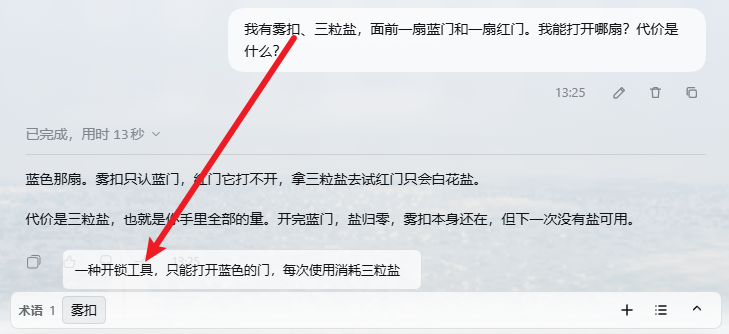 我有雾扣、三粒盐，面前一扇蓝门和一扇红门。我能打开哪扇？代价是
什么？
13:25
已完成，用时 13 秒
蓝色那扇。雾扣只认蓝门，红门它打不开，拿三粒盐去试红门只会白花盐。
代价是三粒盐，也就是你手里全部的量。开完蓝门，盐归零，雾扣本身还在，但下一次没有盐可用。
13:25
一种开锁工具，只能打开蓝色的门，每次使用消耗三粒盐
术语 1 雾扣